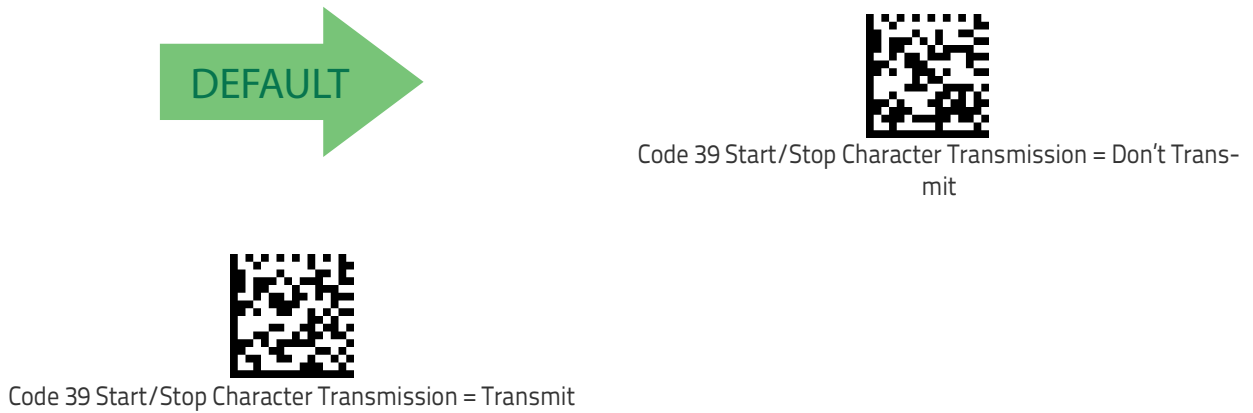 DEFAULT
Code 39 Start/Stop Character Transmission = Don't Trans-
mit
Code 39 Start/Stop Character Transmission = Transmit